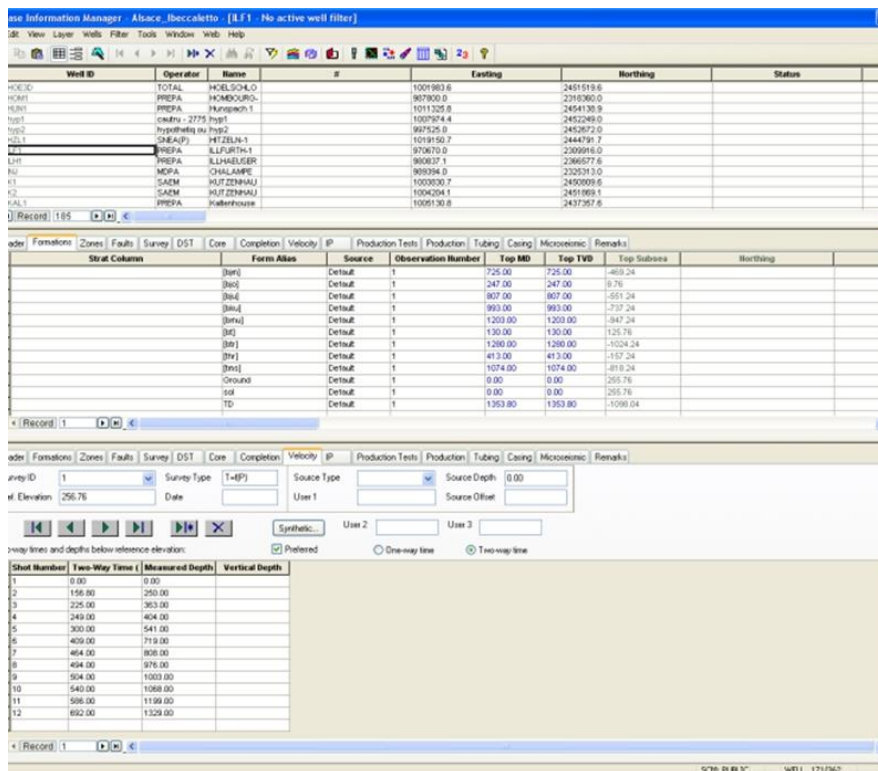 ase Information Manager - Alsace_Ibeccaletto - [ILF1 - No active well filter]
Edit View Layer Wells Filter Tools Window Web Help
Well ID Operator Name # Easting Northing Status
HOE3D TOTAL HOELSCHLO 1001983.6 2451519.6
HOM1 PREPA HOMBOURG- 987800.0 2318360.0
HUN1 PREPA Hunspach 1 1011325.8 2454138.9
hyp1 cautru - 2775 hyp1 1007974.4 2452249.0
hyp2 hypothetiq ou hyp2 997525.0 2452672.0
HZL1 SNEA(P) HITZELN-1 1019150.7 2444791.7
LF1 PREPA ILLFURTH-1 970670.0 2309916.0
LH1 PREPA ILLHAEUSER 980837.1 2366577.6
INJ MDPA CHALAMPE 989394.0 2325313.0
K1 SAEM KUTZENHAU 1003830.7 2450809.6
K2 SAEM KUTZENHAU 1004204.1 2451869.1
KAL1 PREPA Kaltenhouse 1005130.8 2437357.6
Record 185
ader Formations Zones Faults Survey DST Core Completion Velocity IP Production Tests Production Tubing Casing Microseismic Remarks
Strat Column Form Alias Source Observation Number Top MD Top TVD Top Subsea Northing
[bjn] Default 1 725.00 725.00 -469.24
[bjo] Default 1 247.00 247.00 8.76
[bju] Default 1 807.00 807.00 -551.24
[bku] Default 1 993.00 993.00 -737.24
[bmu] Default 1 1203.00 1203.00 -947.24
[bt] Default 1 130.00 130.00 125.76
[btr] Default 1 1280.00 1280.00 -1024.24
[thr] Default 1 413.00 413.00 -157.24
[tms] Default 1 1074.00 1074.00 -818.24
Ground Default 1 0.00 0.00 255.76
sol Default 1 0.00 0.00 255.76
TD Default 1 1353.80 1353.80 -1098.04
Record 1
ader Formations Zones Faults Survey DST Core Completion Velocity IP Production Tests Production Tubing Casing Microseismic Remarks
urvey ID 1 Survey Type T=f(P) Source Type Source Depth 0.00
ef. Elevation 256.76 Date User 1 Source Offset
Synthetic... User 2 User 3
o-way times and depths below reference elevation: Preferred One-way time Two-way time
Shot Number Two-Way Time ( Measured Depth Vertical Depth
1 0.00 0.00
2 156.80 250.00
3 225.00 363.00
4 249.00 404.00
5 300.00 541.00
6 409.00 719.00
7 464.00 808.00
8 494.00 976.00
9 504.00 1003.00
10 540.00 1068.00
11 586.00 1199.00
12 692.00 1329.00
Record 1
SCM: PUBLIC WELL 171/362